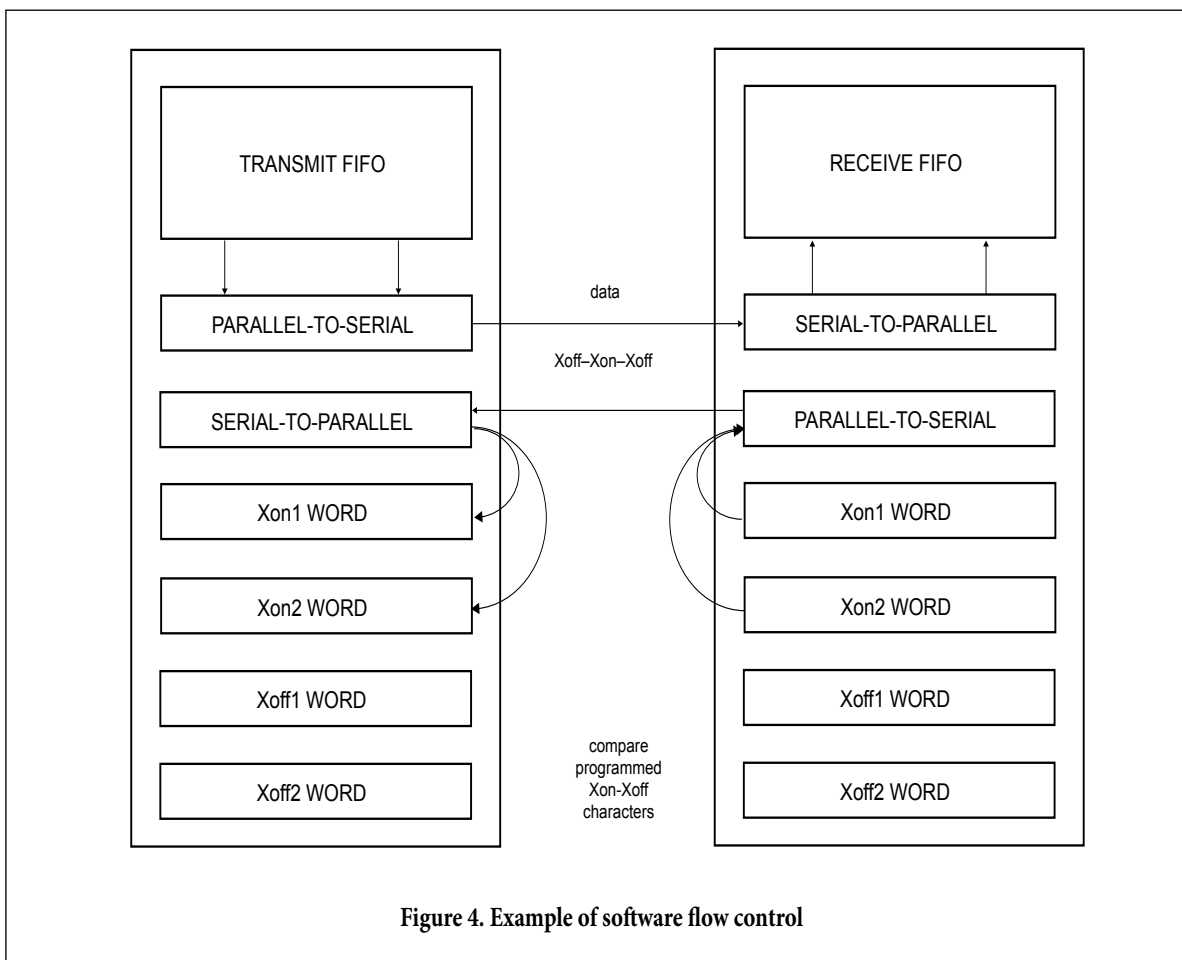 TRANSMIT FIFO
PARALLEL-TO-SERIAL
SERIAL-TO-PARALLEL
Xon1 WORD
Xon2 WORD
Xoff1 WORD
Xoff2 WORD
data
Xoff–Xon–Xoff
compare
programmed
Xon-Xoff
characters
RECEIVE FIFO
SERIAL-TO-PARALLEL
PARALLEL-TO-SERIAL
Xon1 WORD
Xon2 WORD
Xoff1 WORD
Xoff2 WORD
Figure 4. Example of software flow control